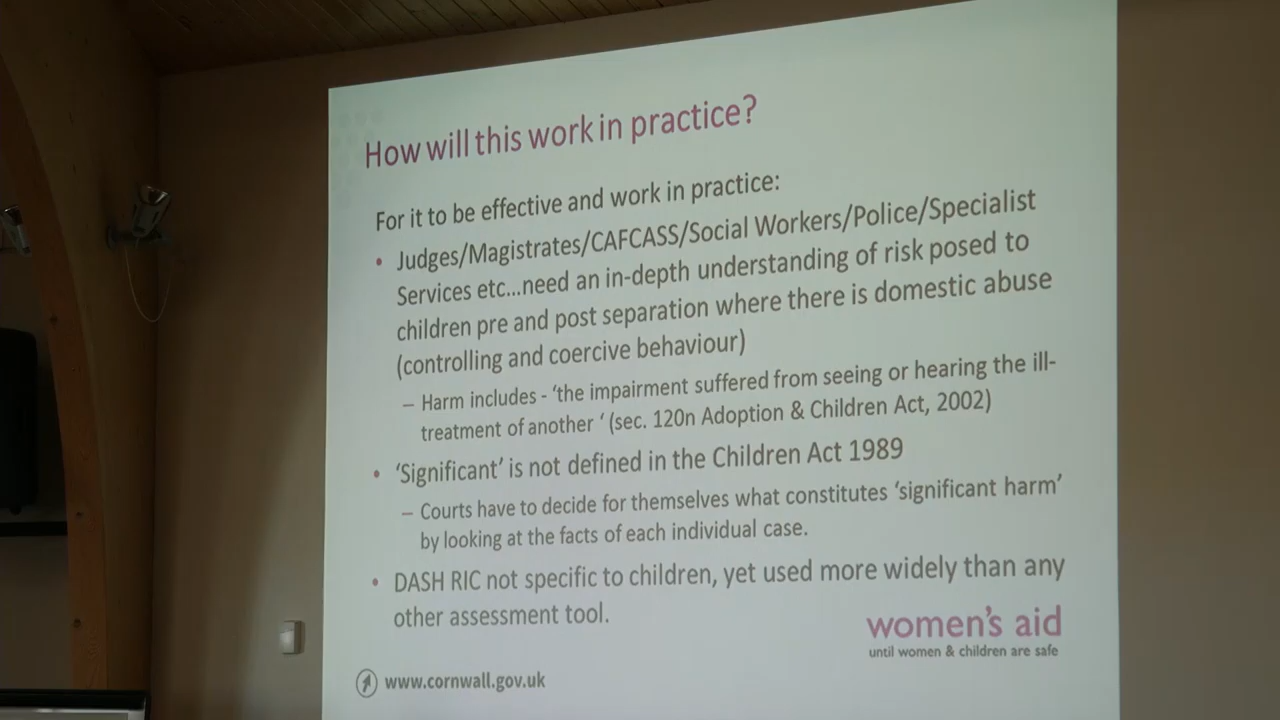 How will this work in practice?
For it to be effective and work in practice:
• Judges/Magistrates/CAFCASS/Social Workers/Police/Specialist
Services etc...need an in-depth understanding of risk posed to
children pre and post separation where there is domestic abuse
(controlling and coercive behaviour)
– Harm includes - ‘the impairment suffered from seeing or hearing the ill-
treatment of another ‘ (sec. 120n Adoption & Children Act, 2002)
• ‘Significant’ is not defined in the Children Act 1989
– Courts have to decide for themselves what constitutes ‘significant harm’
by looking at the facts of each individual case.
• DASH RIC not specific to children, yet used more widely than any
other assessment tool.
women's aid
until women & children are safe
www.cornwall.gov.uk